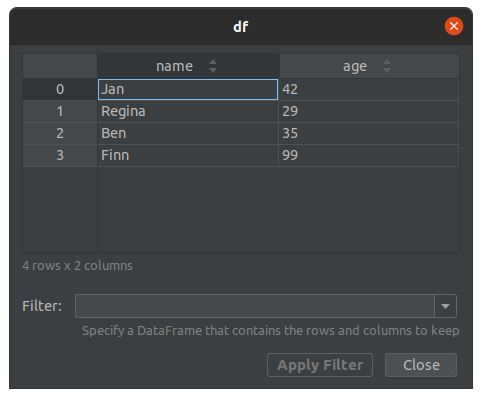 df
name age
0 Jan 42
1 Regina 29
2 Ben 35
3 Finn 99
4 rows x 2 columns
Filter:
Specify a DataFrame that contains the rows and columns to keep
Apply Filter Close